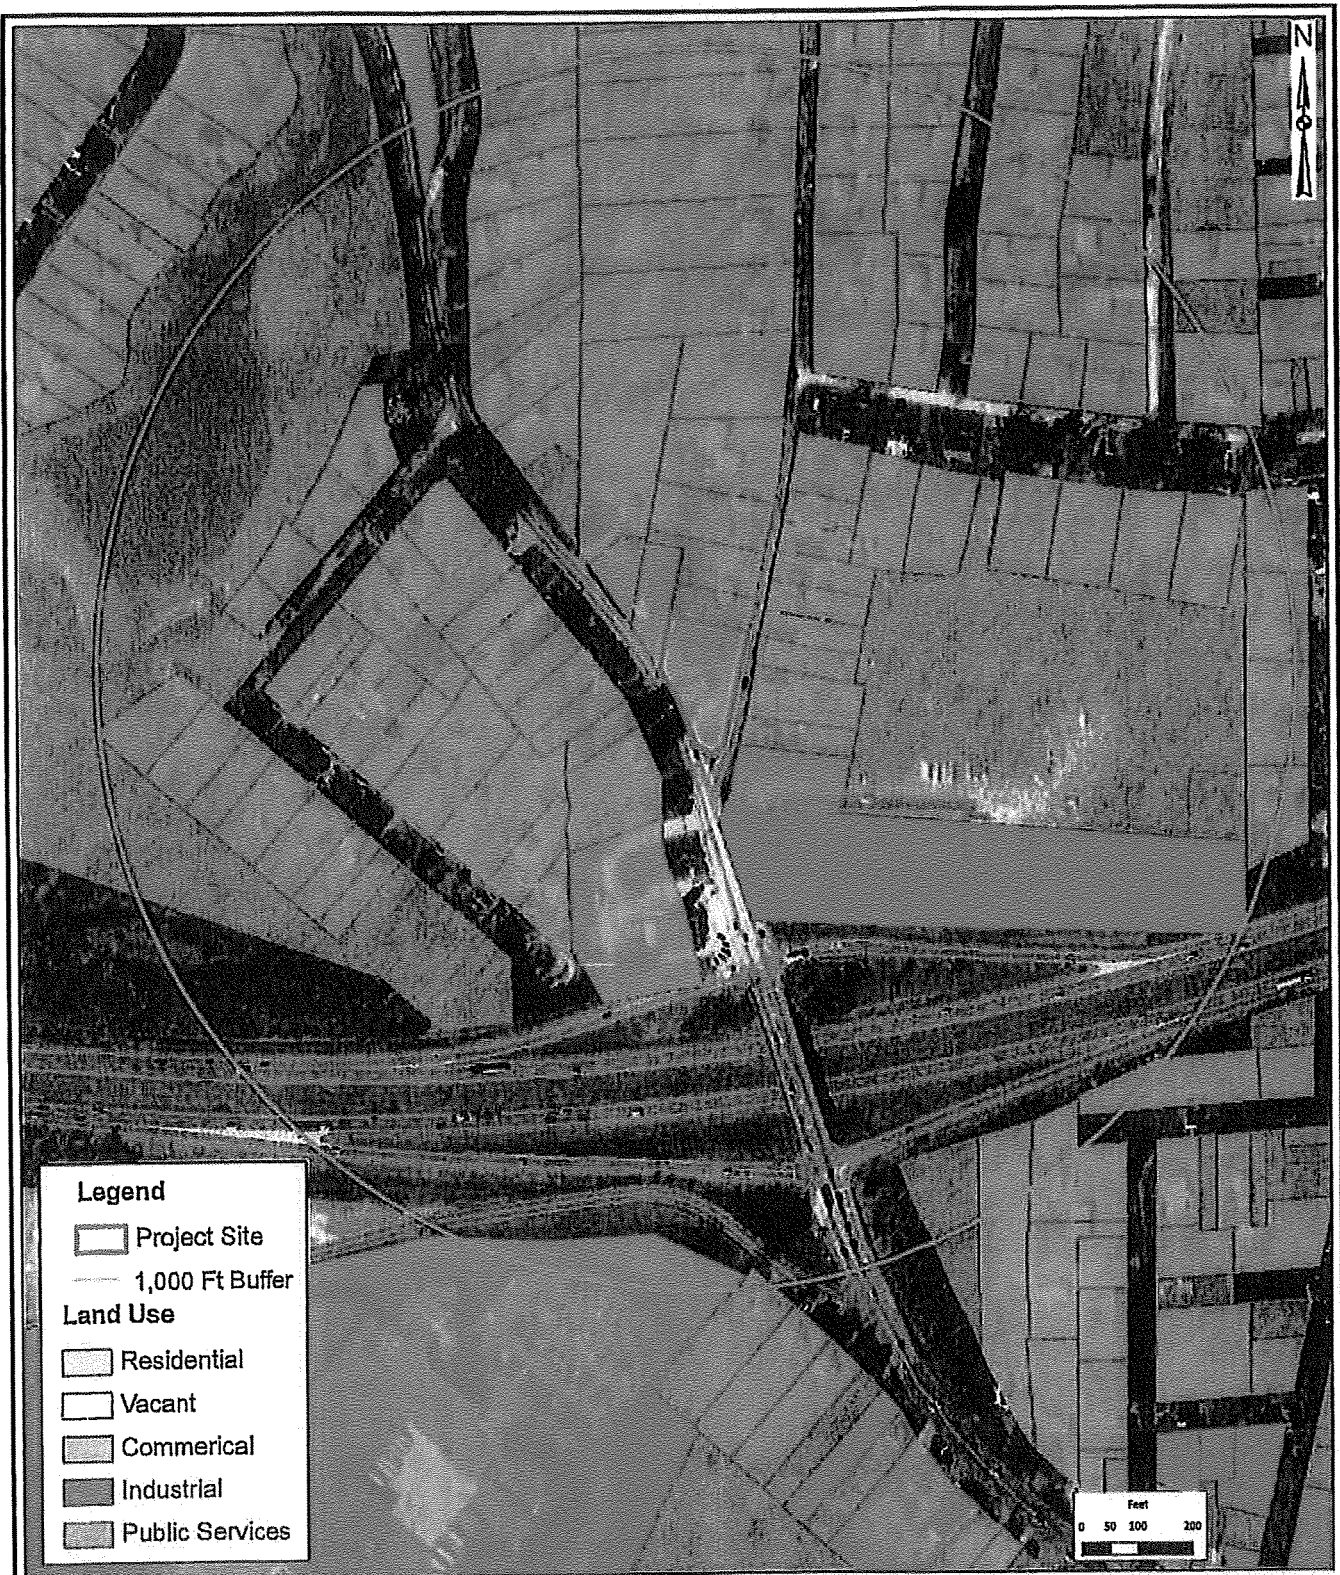 N
Legend
Project Site
1,000 Ft Buffer
Land Use
Residential
Vacant
Commerical
Industrial
Public Services
Feet
0 50 100 200